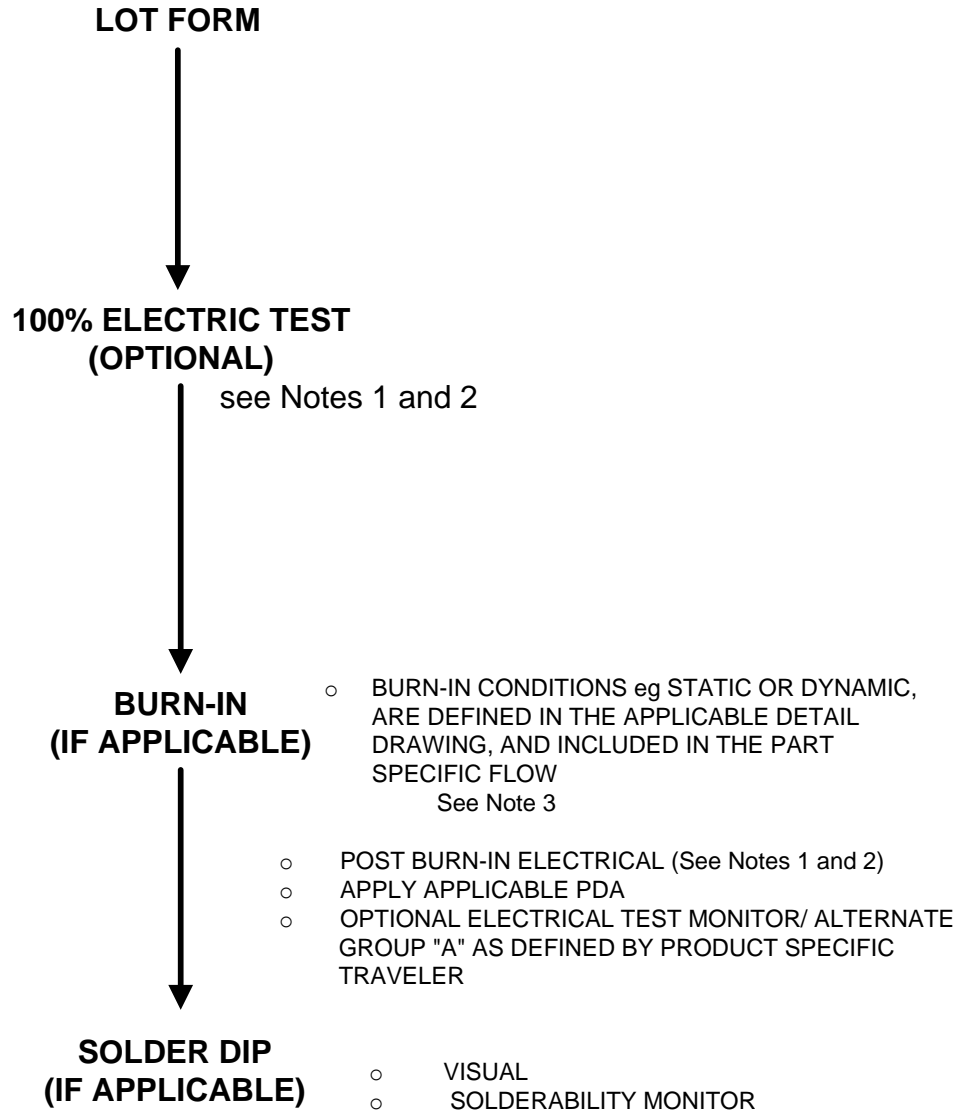 LOT FORM
100% ELECTRIC TEST
(OPTIONAL)
see Notes 1 and 2
BURN-IN
(IF APPLICABLE)
○ BURN-IN CONDITIONS eg STATIC OR DYNAMIC,
ARE DEFINED IN THE APPLICABLE DETAIL
DRAWING, AND INCLUDED IN THE PART
SPECIFIC FLOW
See Note 3
○ POST BURN-IN ELECTRICAL (See Notes 1 and 2)
○ APPLY APPLICABLE PDA
○ OPTIONAL ELECTRICAL TEST MONITOR/ ALTERNATE
GROUP "A" AS DEFINED BY PRODUCT SPECIFIC
TRAVELER
SOLDER DIP
(IF APPLICABLE)
○ VISUAL
○ SOLDERABILITY MONITOR